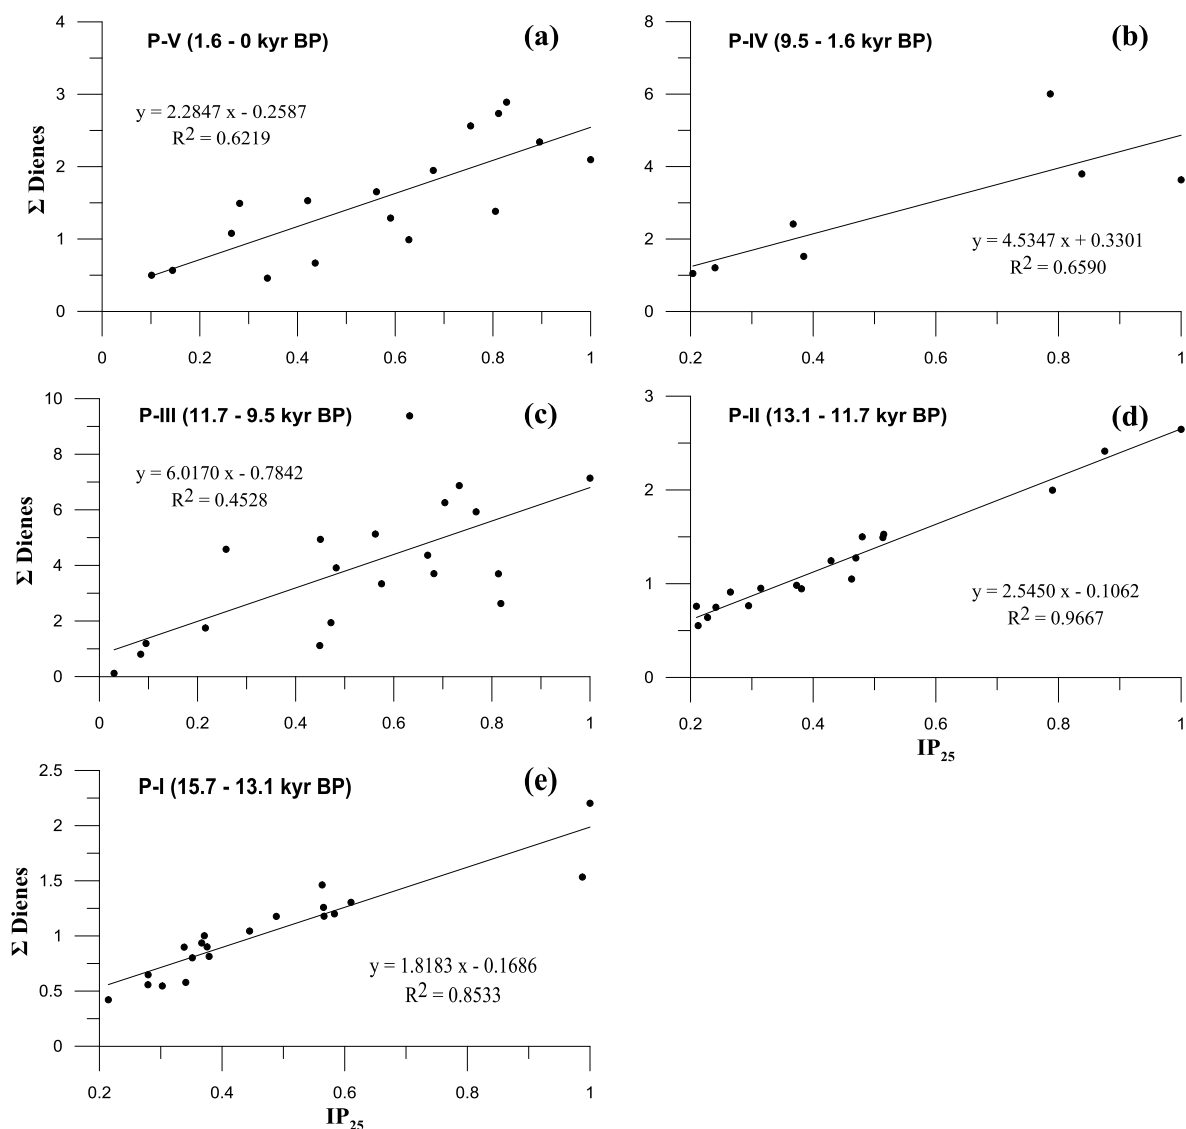 P-V (1.6 - 0 kyr BP)
(a)
y = 2.2847 x - 0.2587
R2 = 0.6219
Σ Dienes
4
3
2
1
0
0 0.2 0.4 0.6 0.8 1
P-IV (9.5 - 1.6 kyr BP)
(b)
y = 4.5347 x + 0.3301
R2 = 0.6590
8
6
4
2
0
0.2 0.4 0.6 0.8 1
P-III (11.7 - 9.5 kyr BP)
(c)
y = 6.0170 x - 0.7842
R2 = 0.4528
Σ Dienes
10
8
6
4
2
0
0 0.2 0.4 0.6 0.8 1
P-II (13.1 - 11.7 kyr BP)
(d)
y = 2.5450 x - 0.1062
R2 = 0.9667
3
2
1
0
0.2 0.4 0.6 0.8 1
IP25
P-I (15.7 - 13.1 kyr BP)
(e)
y = 1.8183 x - 0.1686
R2 = 0.8533
Σ Dienes
2.5
2
1.5
1
0.5
0
0.2 0.4 0.6 0.8 1
IP25